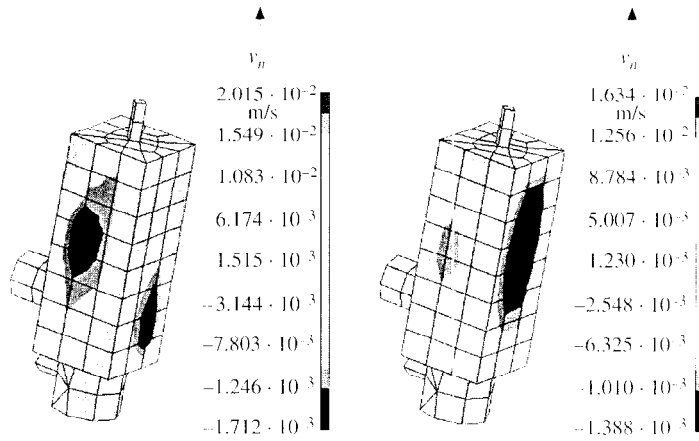 v_n
2.015 · 10⁻²
m/s
1.549 · 10⁻²
1.083 · 10⁻²
6.174 · 10⁻³
1.515 · 10⁻³
−3.144 · 10⁻³
−7.803 · 10⁻³
−1.246 · 10⁻³
−1.712 · 10⁻³
v_n
1.634 · 10⁻²
m/s
1.256 · 10⁻²
8.784 · 10⁻³
5.007 · 10⁻³
1.230 · 10⁻³
−2.548 · 10⁻³
−6.325 · 10⁻³
−1.010 · 10⁻³
−1.388 · 10⁻³